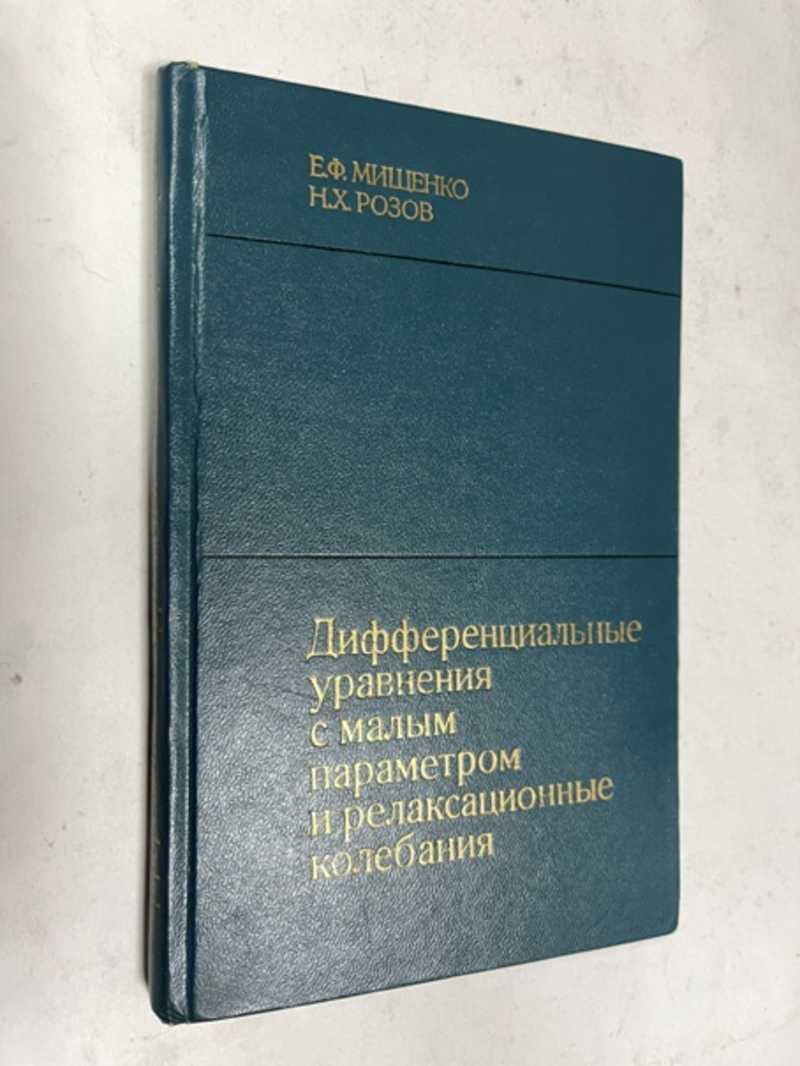 Е.Ф. МИЩЕНКО
Н.Х. РОЗОВ
Дифференциальные
уравнения
с малым
параметром
и релаксационные
колебания